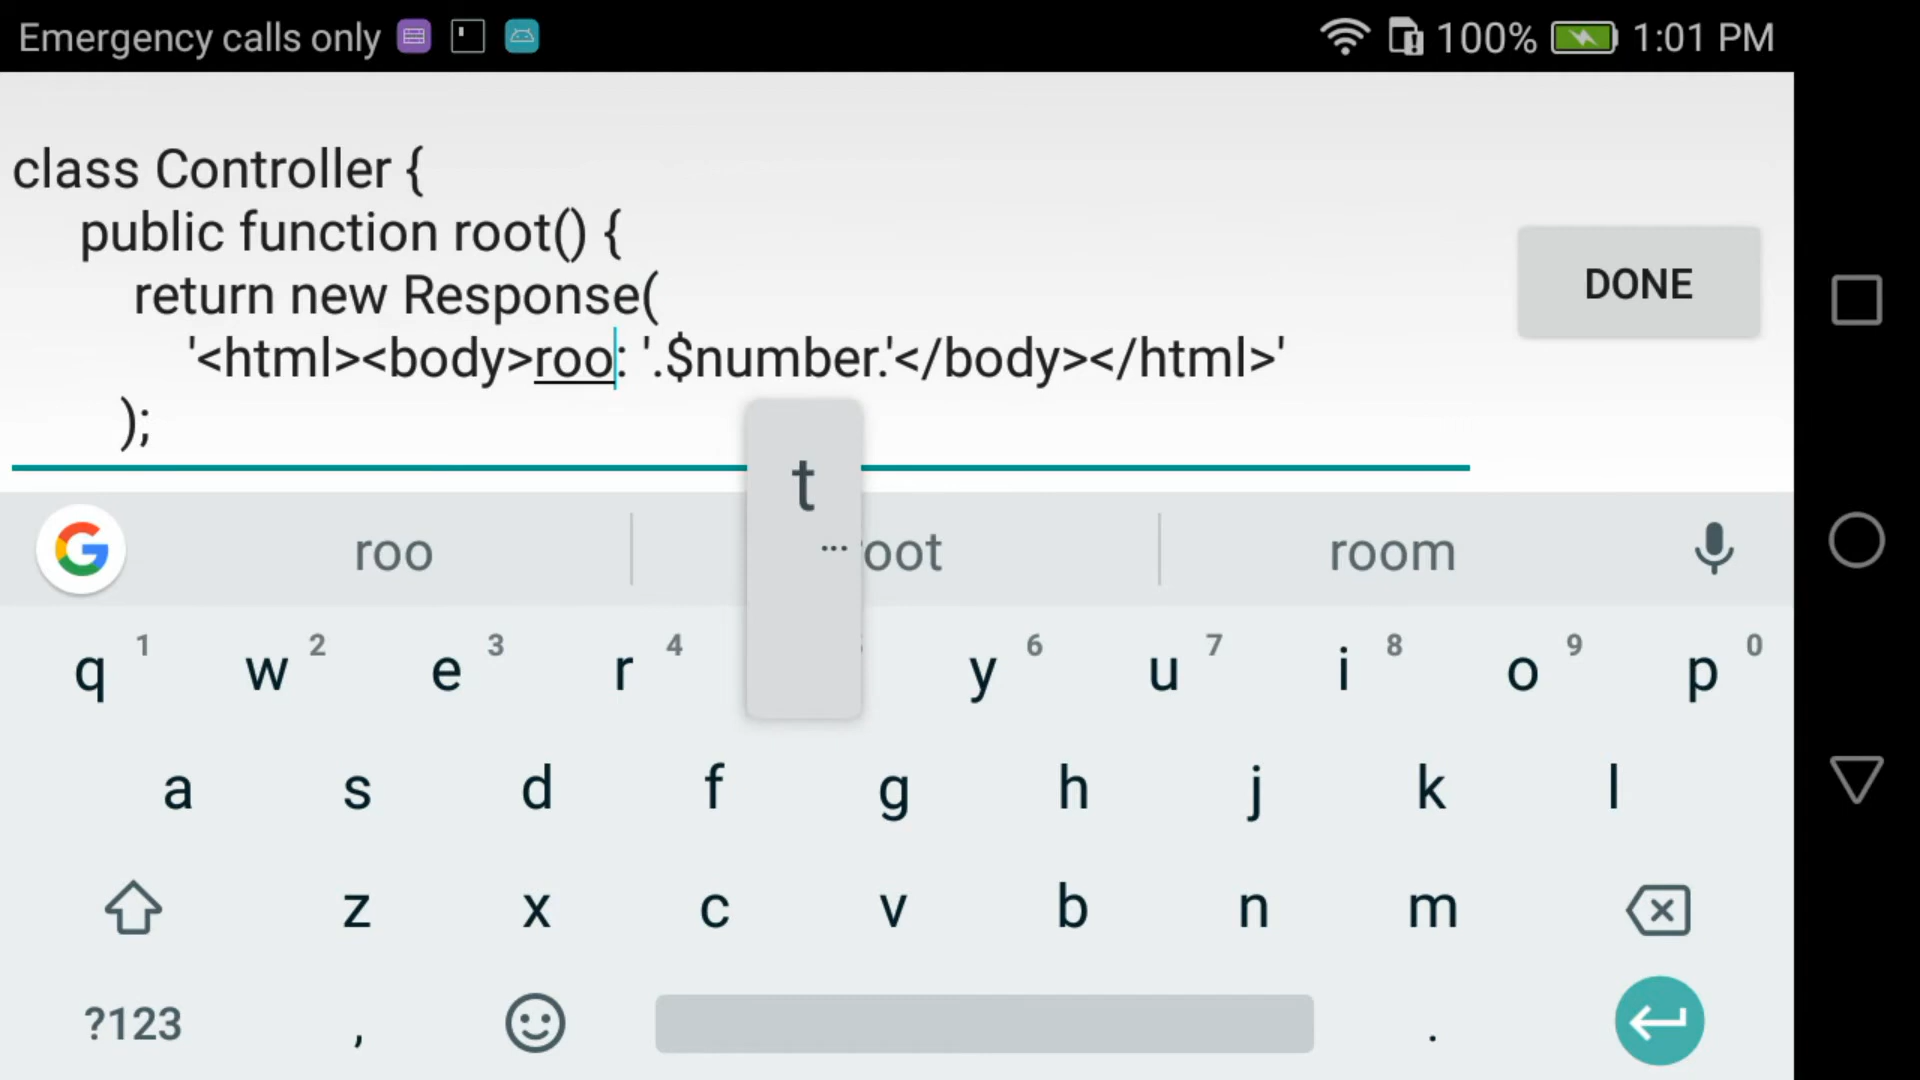 Emergency calls only 100% 1:01 PM
class Controller {
public function root() {
return new Response(
'<html><body>roo: '.$number.'</body></html>'
);
DONE
t
...
roo oot room
q 1 w 2 e 3 r 4 y 6 u 7 i 8 o 9 p 0
a s d f g h j k l
z x c v b n m
?123 , .